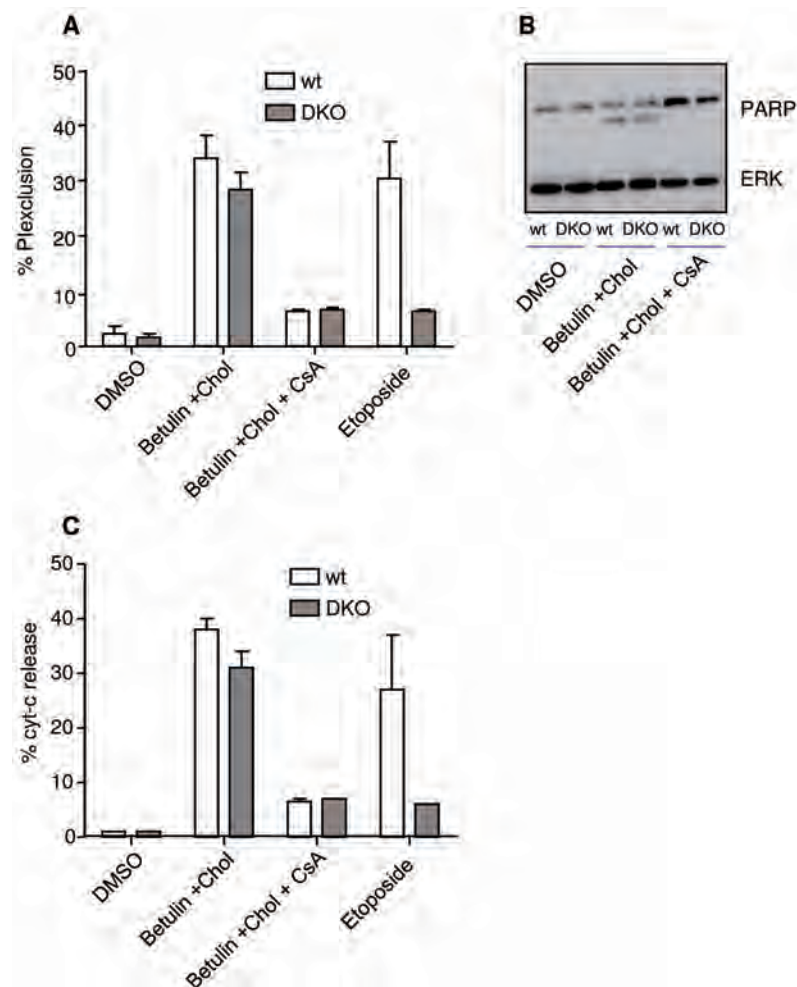 A
% PIexclusion
50
40
30
20
10
0
wt
DKO
DMSO
Betulin +Chol
Betulin +Chol + CsA
Etoposide
B
PARP
ERK
wt DKO wt DKO wt DKO
DMSO
Betulin +Chol
Betulin +Chol + CsA
C
% cyt-c release
50
40
30
20
10
0
wt
DKO
DMSO
Betulin +Chol
Betulin +Chol + CsA
Etoposide